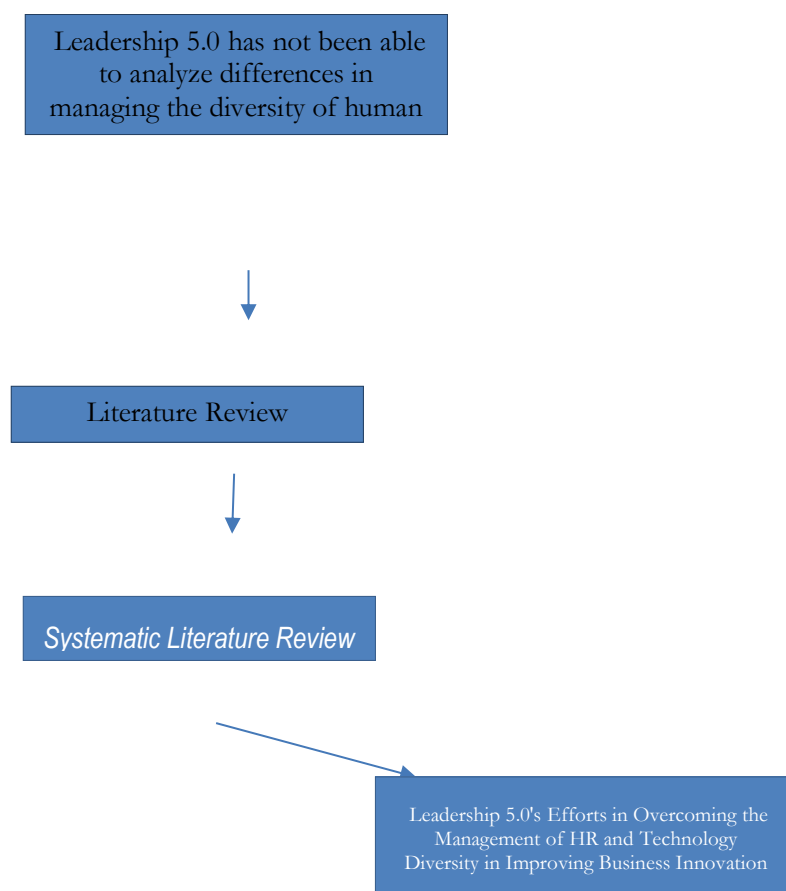 Leadership 5.0 has not been able
to analyze differences in
managing the diversity of human
Literature Review
Systematic Literature Review
Leadership 5.0's Efforts in Overcoming the
Management of HR and Technology
Diversity in Improving Business Innovation